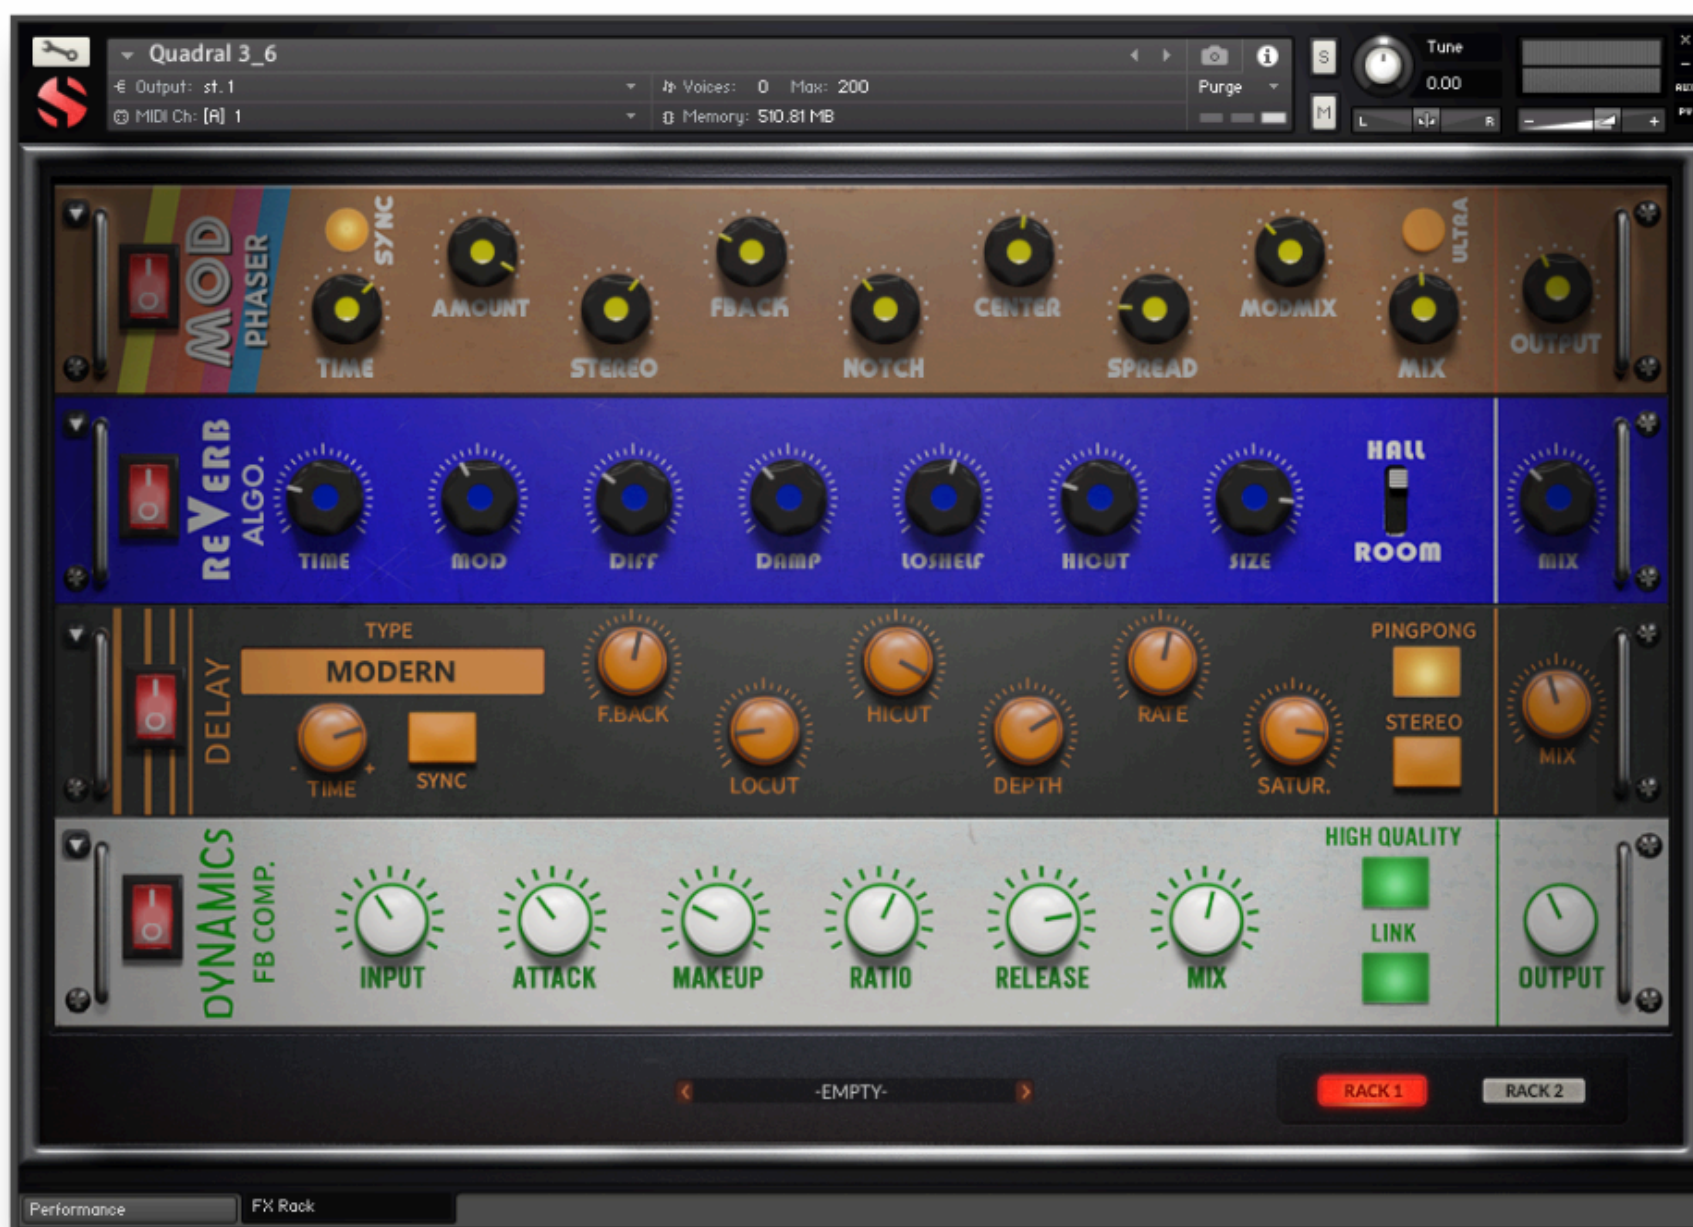 Quadral 3_6
Output: st.1
Voices: 0 Max: 200
Purge
MIDI Ch: [A] 1
Memory: 510.81 MB
S
M
Tune
0.00
L R
- +
AUX
PV
MOD
PHASER
SYNC
ULTRA
AMOUNT
FBACK
CENTER
MODMIX
OUTPUT
TIME
STEREO
NOTCH
SPREAD
MIX
REVERB
ALGO.
HALL
ROOM
TIME
MOD
DIFF
DAMP
LOSHELF
HICUT
SIZE
MIX
DELAY
TYPE
MODERN
PINGPONG
F.BACK
HICUT
RATE
STEREO
- +
TIME
SYNC
LOCUT
DEPTH
SATUR.
MIX
DYNAMICS
FB COMP.
HIGH QUALITY
LINK
INPUT
ATTACK
MAKEUP
RATIO
RELEASE
MIX
OUTPUT
-EMPTY-
RACK 1
RACK 2
Performance
FX Rack